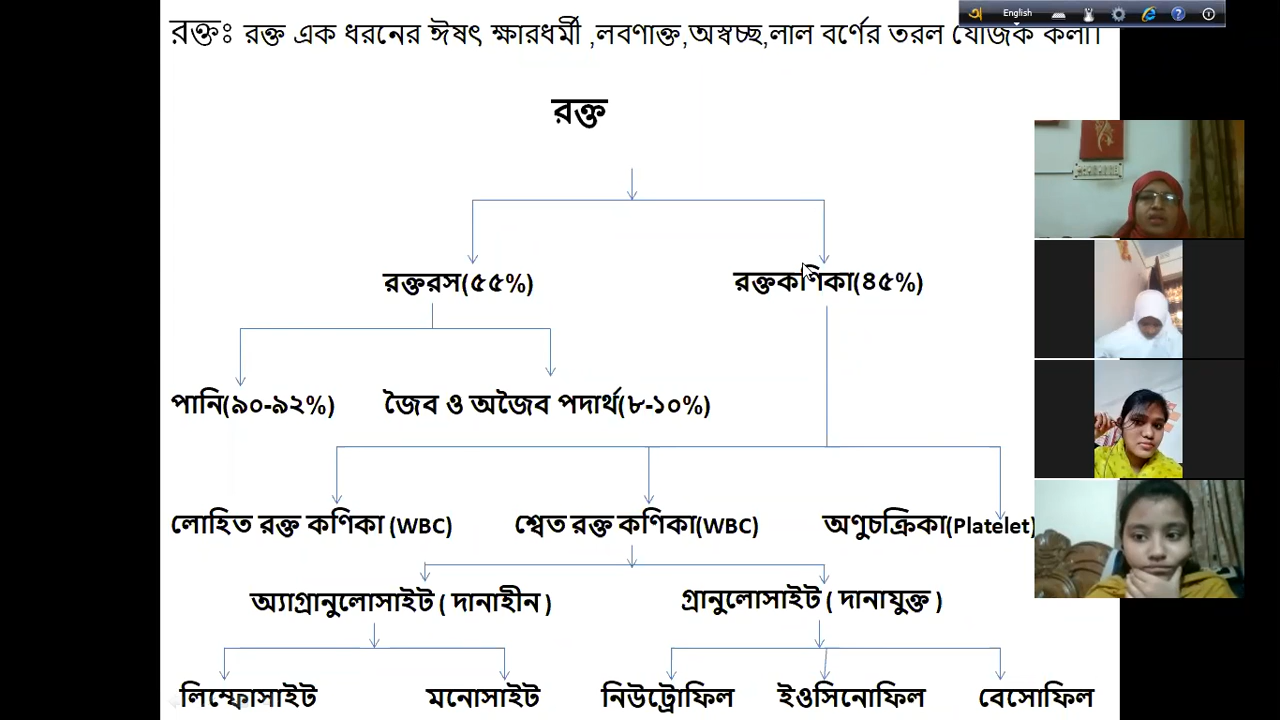 English
রক্তঃ রক্ত এক ধরনের ঈষৎ ক্ষারধর্মী ,লবণাক্ত,অস্বচ্ছ,লাল বর্ণের তরল যোজক কলা।
রক্ত
রক্তরস(৫৫%) রক্তকণিকা(৪৫%)
পানি(৯০-৯২%) জৈব ও অজৈব পদার্থ(৮-১০%)
লোহিত রক্ত কণিকা (WBC) শ্বেত রক্ত কণিকা(WBC) অণুচক্রিকা(Platelet)
অ্যাগ্রানুলোসাইট ( দানাহীন ) গ্রানুলোসাইট ( দানাযুক্ত )
লিম্ফোসাইট মনোসাইট নিউট্রোফিল ইওসিনোফিল বেসোফিল